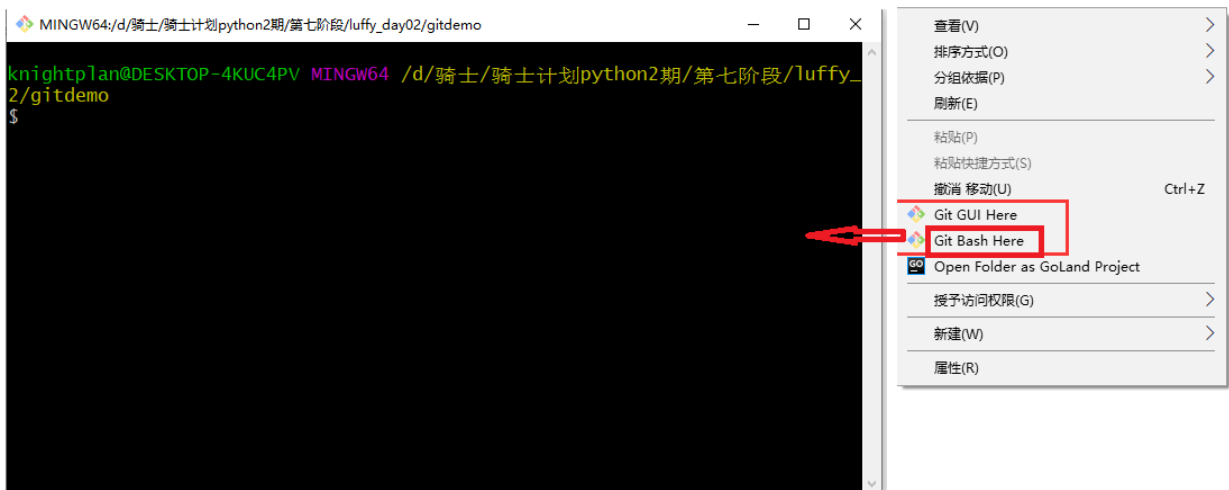 MINGW64:/d/骑士/骑士计划python2期/第七阶段/luffy_day02/gitdemo
knightplan@DESKTOP-4KUC4PV MINGW64 /d/骑士/骑士计划python2期/第七阶段/luffy_
2/gitdemo
$
查看(V)
排序方式(O)
分组依据(P)
刷新(E)
粘贴(P)
粘贴快捷方式(S)
撤消 移动(U) Ctrl+Z
Git GUI Here
Git Bash Here
GO Open Folder as GoLand Project
授予访问权限(G)
新建(W)
属性(R)